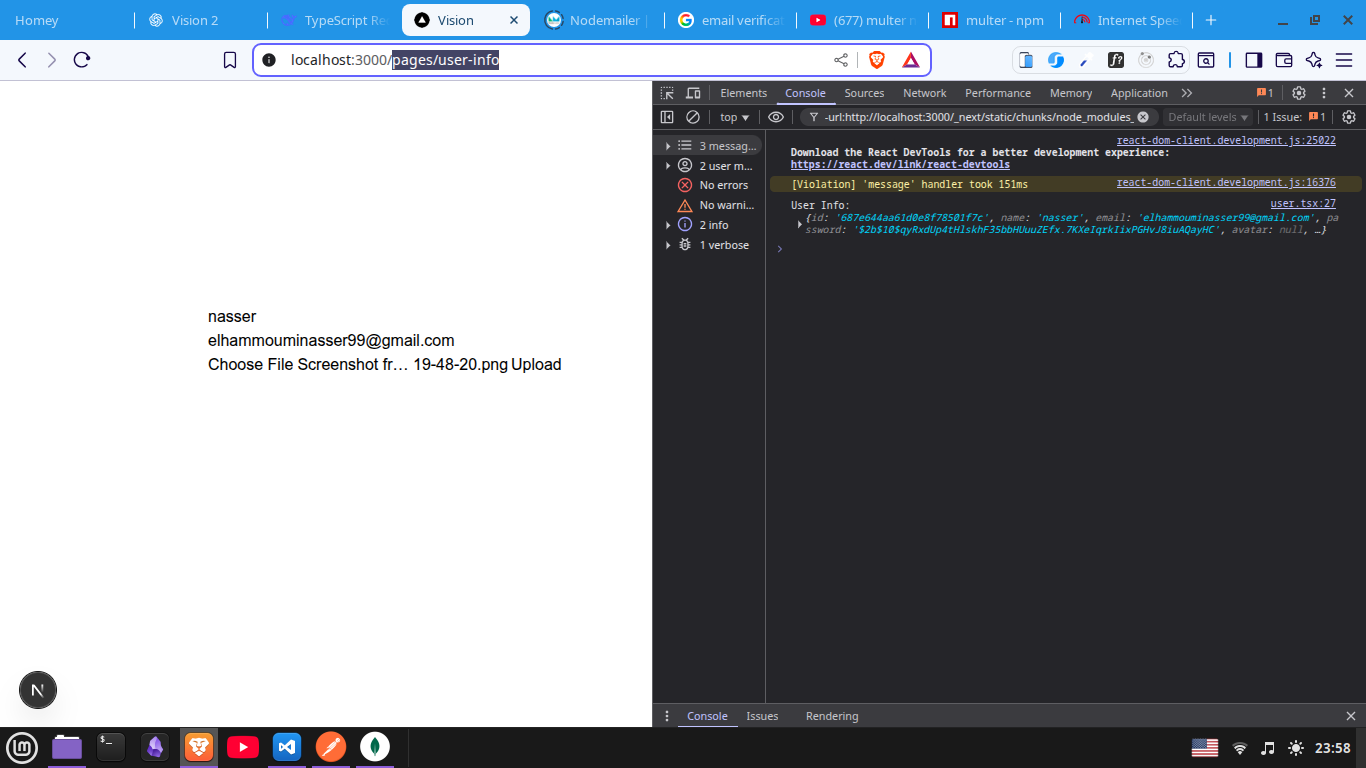 Homey
Vision 2
TypeScript Re
Vision
Nodemailer |
email verificat
(677) multer n
multer - npm
Internet Spee
localhost:3000/pages/user-info
Elements Console Sources Network Performance Memory Application 1
top -url:http://localhost:3000/_next/static/chunks/node_modules_ Default levels 1 Issue: 1
3 messag...
2 user m...
No errors
No warni...
2 info
1 verbose
react-dom-client.development.js:25022
Download the React DevTools for a better development experience:
https://react.dev/link/react-devtools
[Violation] 'message' handler took 151ms react-dom-client.development.js:16376
User Info: user.tsx:27
{id: '687e644aa61d0e8f78501f7c', name: 'nasser', email: 'elhammouminasser99@gmail.com', pa
ssword: '$2b$10$qyRxdUp4tHlskhF35bbHUuuZEfx.7KXeIqrkIixPGHvJ8iuAQayHC', avatar: null, …}
nasser
elhammouminasser99@gmail.com
Choose File Screenshot fr… 19-48-20.png Upload
N
Console Issues Rendering
lm
$_
23:58